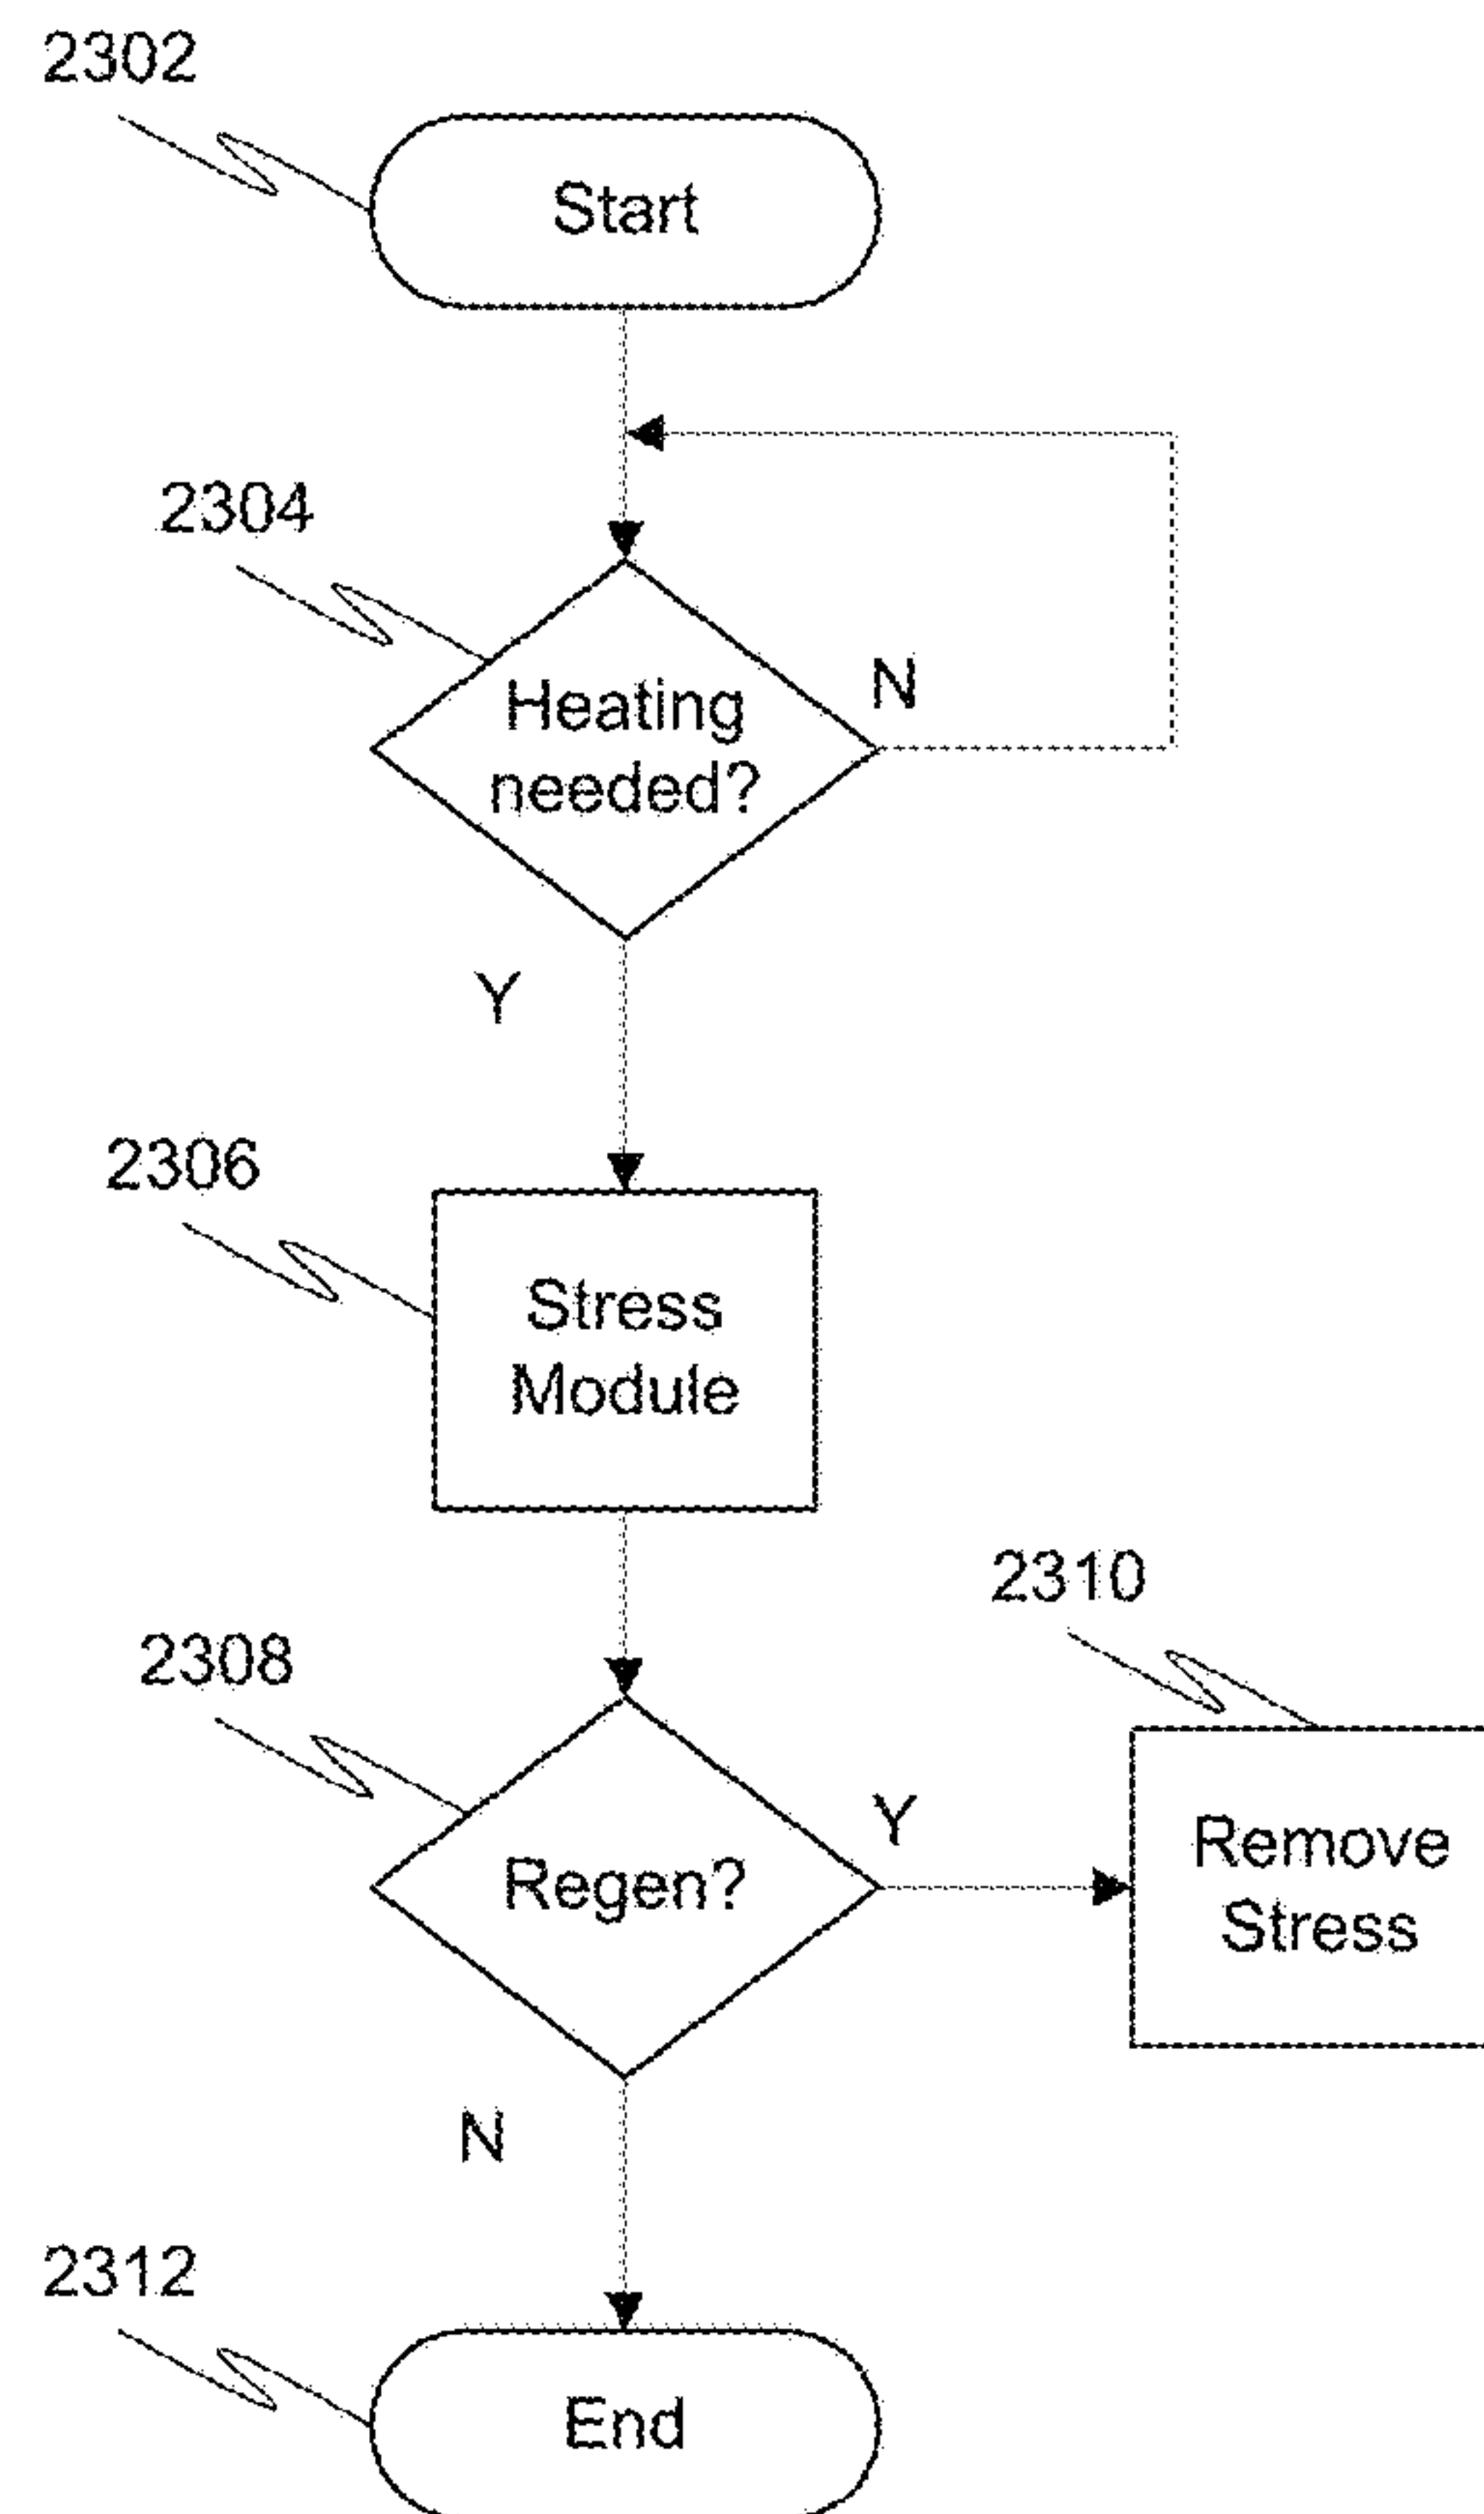 2302
Start
2304
Heating
needed?
N
Y
2306
Stress
Module
2310
2308
Y
Regen?
Remove
Stress
N
2312
End